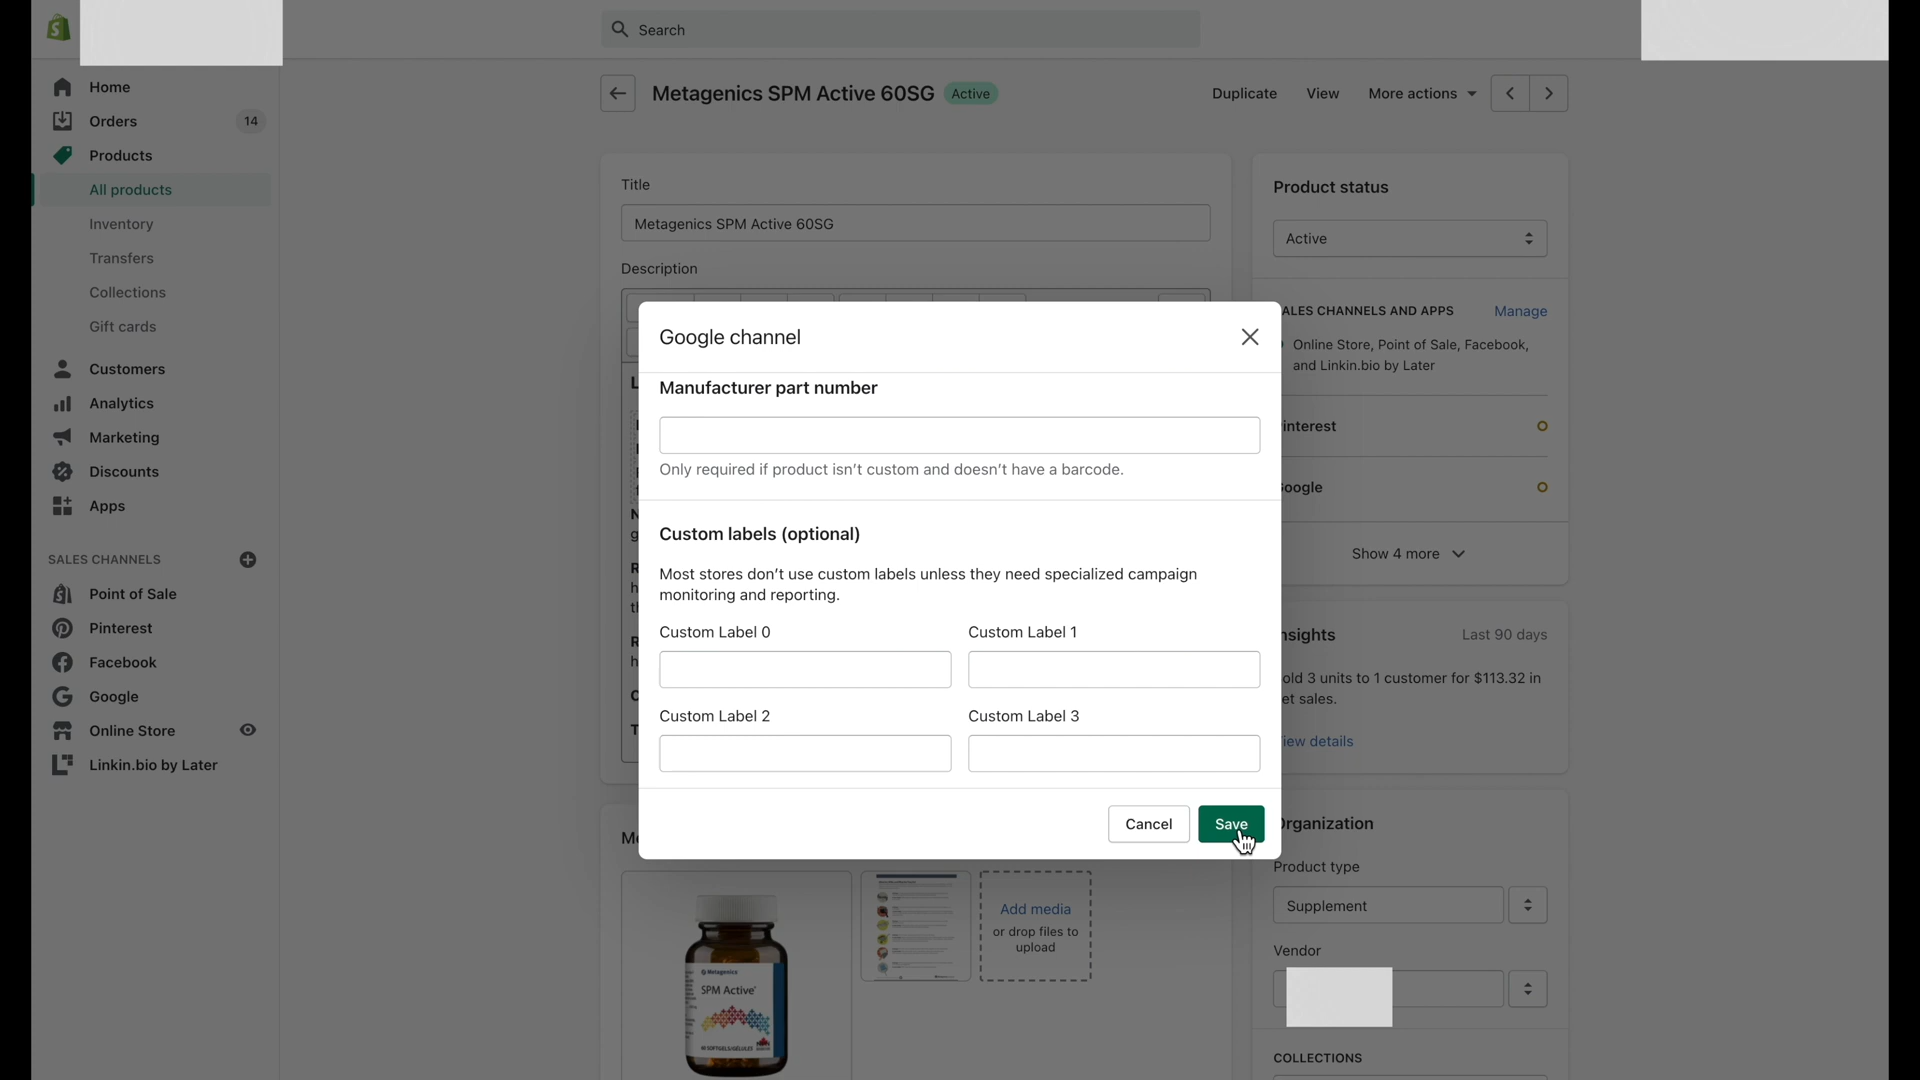 Search
Home
Orders
14
Products
All products
Inventory
Transfers
Collections
Gift cards
Customers
Analytics
Marketing
Discounts
Apps
SALES CHANNELS
Point of Sale
Pinterest
Facebook
Google
Online Store
Linkin.bio by Later
Metagenics SPM Active 60SG
Active
Duplicate
View
More actions
Title
Metagenics SPM Active 60SG
Description
Google channel
Manufacturer part number
Only required if product isn't custom and doesn't have a barcode.
Custom labels (optional)
Most stores don't use custom labels unless they need specialized campaign
monitoring and reporting.
Custom Label 0
Custom Label 1
Custom Label 2
Custom Label 3
Cancel
Save
Add media
or drop files to
upload
Metagenics
SPM Active
60 SOFTGELS/GÉLULES
Product status
Active
ALES CHANNELS AND APPS
Manage
Online Store, Point of Sale, Facebook,
and Linkin.bio by Later
interest
oogle
Show 4 more
nsights
Last 90 days
old 3 units to 1 customer for $113.32 in
et sales.
iew details
Organization
Product type
Supplement
Vendor
COLLECTIONS